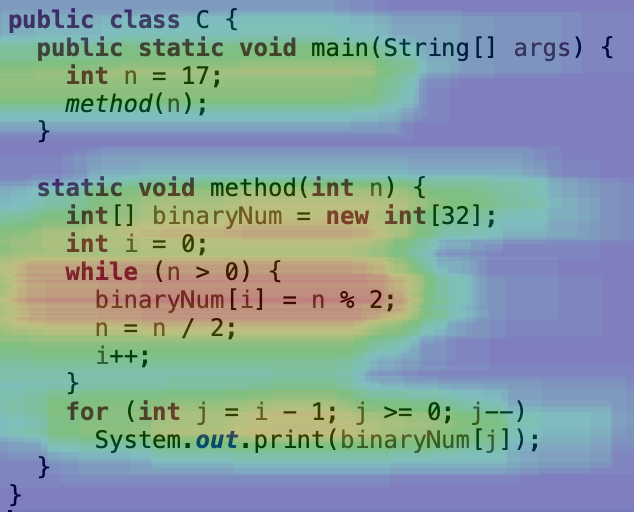 public class C {
  public static void main(String[] args) {
    int n = 17;
    method(n);
  }

  static void method(int n) {
    int[] binaryNum = new int[32];
    int i = 0;
    while (n > 0) {
      binaryNum[i] = n % 2;
      n = n / 2;
      i++;
    }
    for (int j = i - 1; j >= 0; j--)
      System.out.print(binaryNum[j]);
  }
}